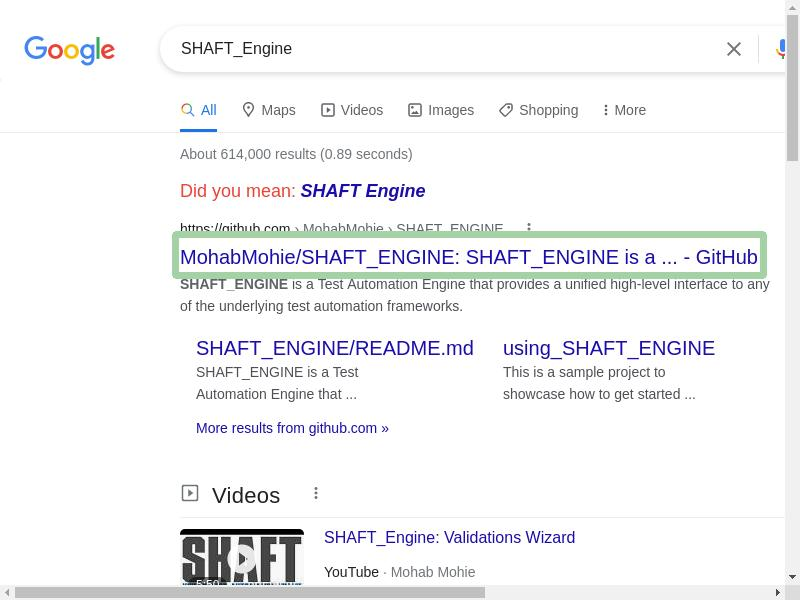 Google
SHAFT_Engine
All Maps Videos Images Shopping More
About 614,000 results (0.89 seconds)
Did you mean: SHAFT Engine
https://github.com › MohabMohie › SHAFT_ENGINE
MohabMohie/SHAFT_ENGINE: SHAFT_ENGINE is a ... - GitHub
SHAFT_ENGINE is a Test Automation Engine that provides a unified high-level interface to any
of the underlying test automation frameworks.
SHAFT_ENGINE/README.md
SHAFT_ENGINE is a Test
Automation Engine that ...
using_SHAFT_ENGINE
This is a sample project to
showcase how to get started ...
More results from github.com »
Videos
SHAFT
5:50
SHAFT_Engine: Validations Wizard
YouTube · Mohab Mohie